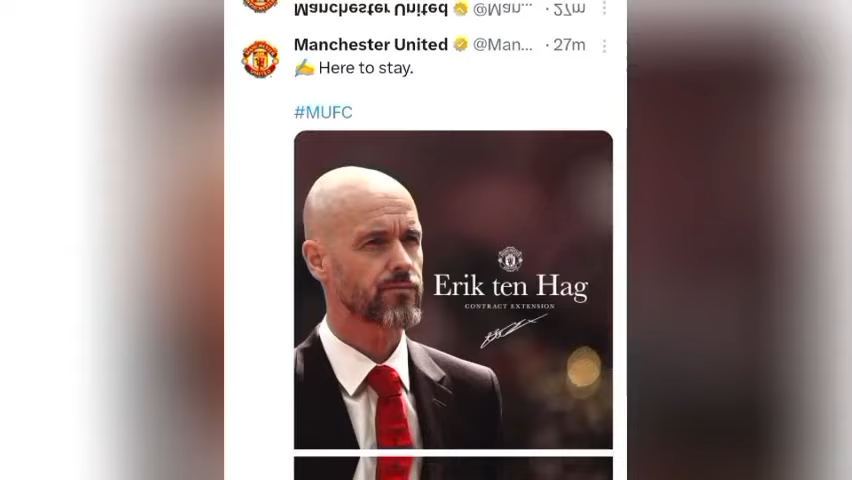 Manchester United @Man... · 27m
Manchester United @Man... · 27m
Here to stay.
#MUFC
Erik ten Hag
CONTRACT EXTENSION